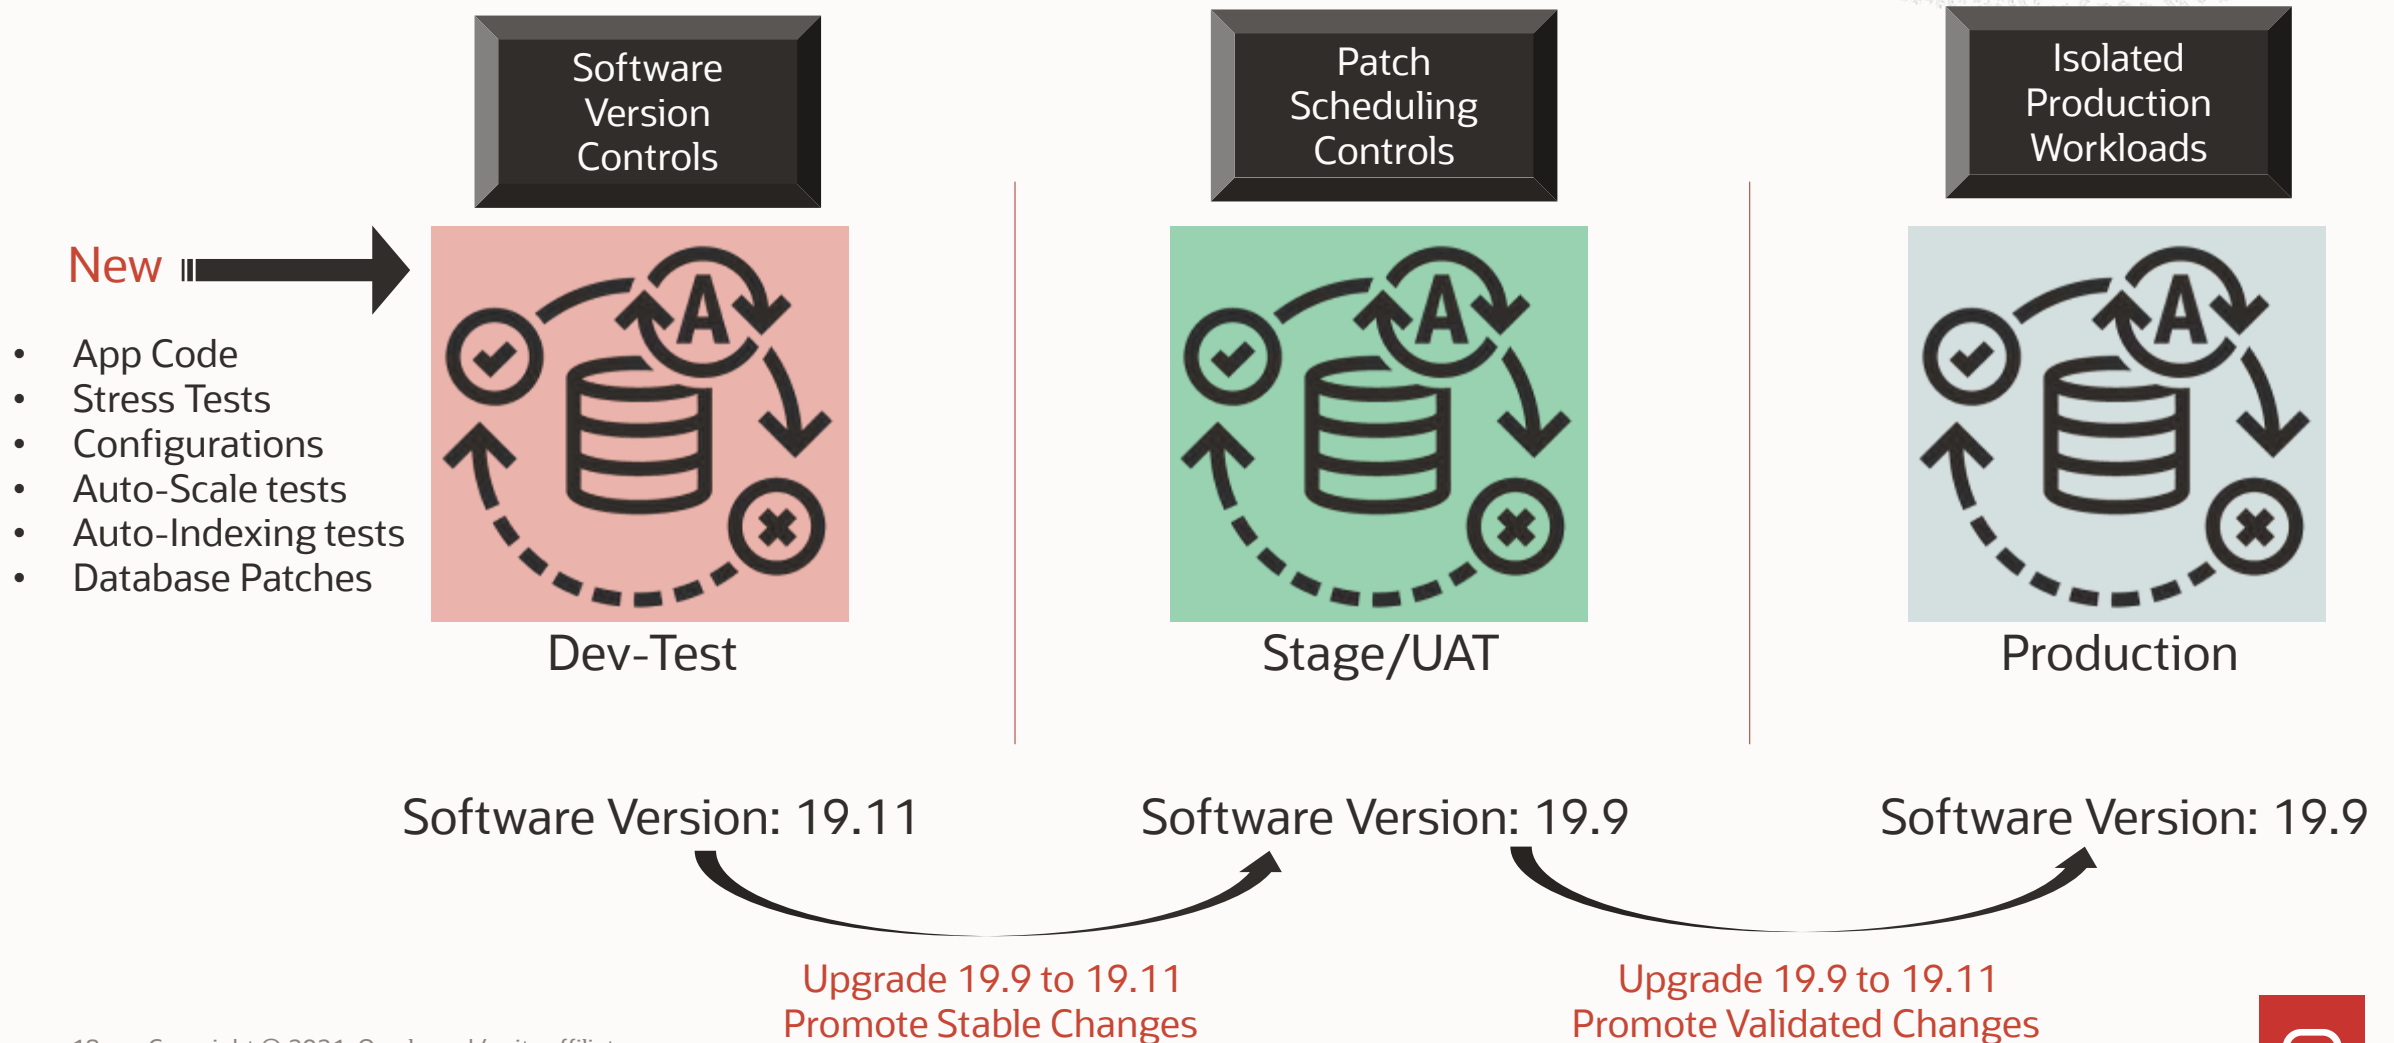 Software
Version
Controls
Patch
Scheduling
Controls
Isolated
Production
Workloads
New
• App Code
• Stress Tests
• Configurations
• Auto-Scale tests
• Auto-Indexing tests
• Database Patches
A
A
A
Dev-Test
Stage/UAT
Production
Software Version: 19.11
Software Version: 19.9
Software Version: 19.9
Upgrade 19.9 to 19.11
Promote Stable Changes
Upgrade 19.9 to 19.11
Promote Validated Changes
Copyright © 2021